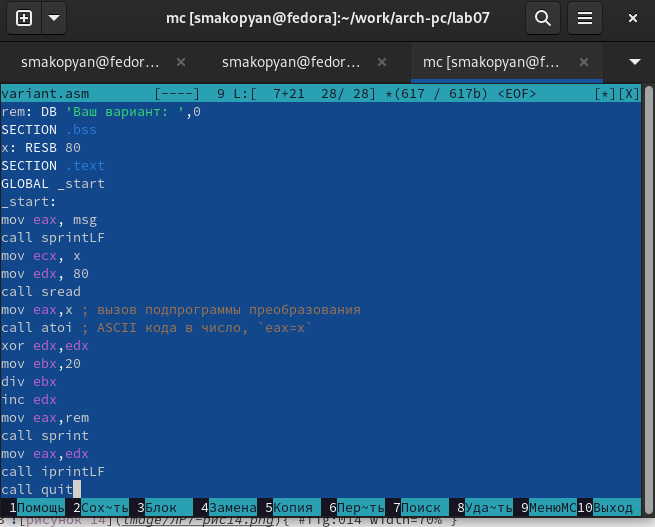 mc [smakopyan@fedora]:~/work/arch-pc/lab07
smakopyan@fedor... smakopyan@fedor... mc [smakopyan@f...
variant.asm [----] 9 L:[ 7+21 28/ 28] *(617 / 617b) <EOF> [*][X]
rem: DB 'Ваш вариант: ',0
SECTION .bss
x: RESB 80
SECTION .text
GLOBAL _start
_start:
mov eax, msg
call sprintLF
mov ecx, x
mov edx, 80
call sread
mov eax,x ; вызов подпрограммы преобразования
call atoi ; ASCII кода в число, `eax=x`
xor edx,edx
mov ebx,20
div ebx
inc edx
mov eax,rem
call sprint
mov eax,edx
call iprintLF
call quit
1Помощь 2Сох~ть 3Блок 4Замена 5Копия 6Пер~ть 7Поиск 8Уда~ть 9МенюMC 10Выход